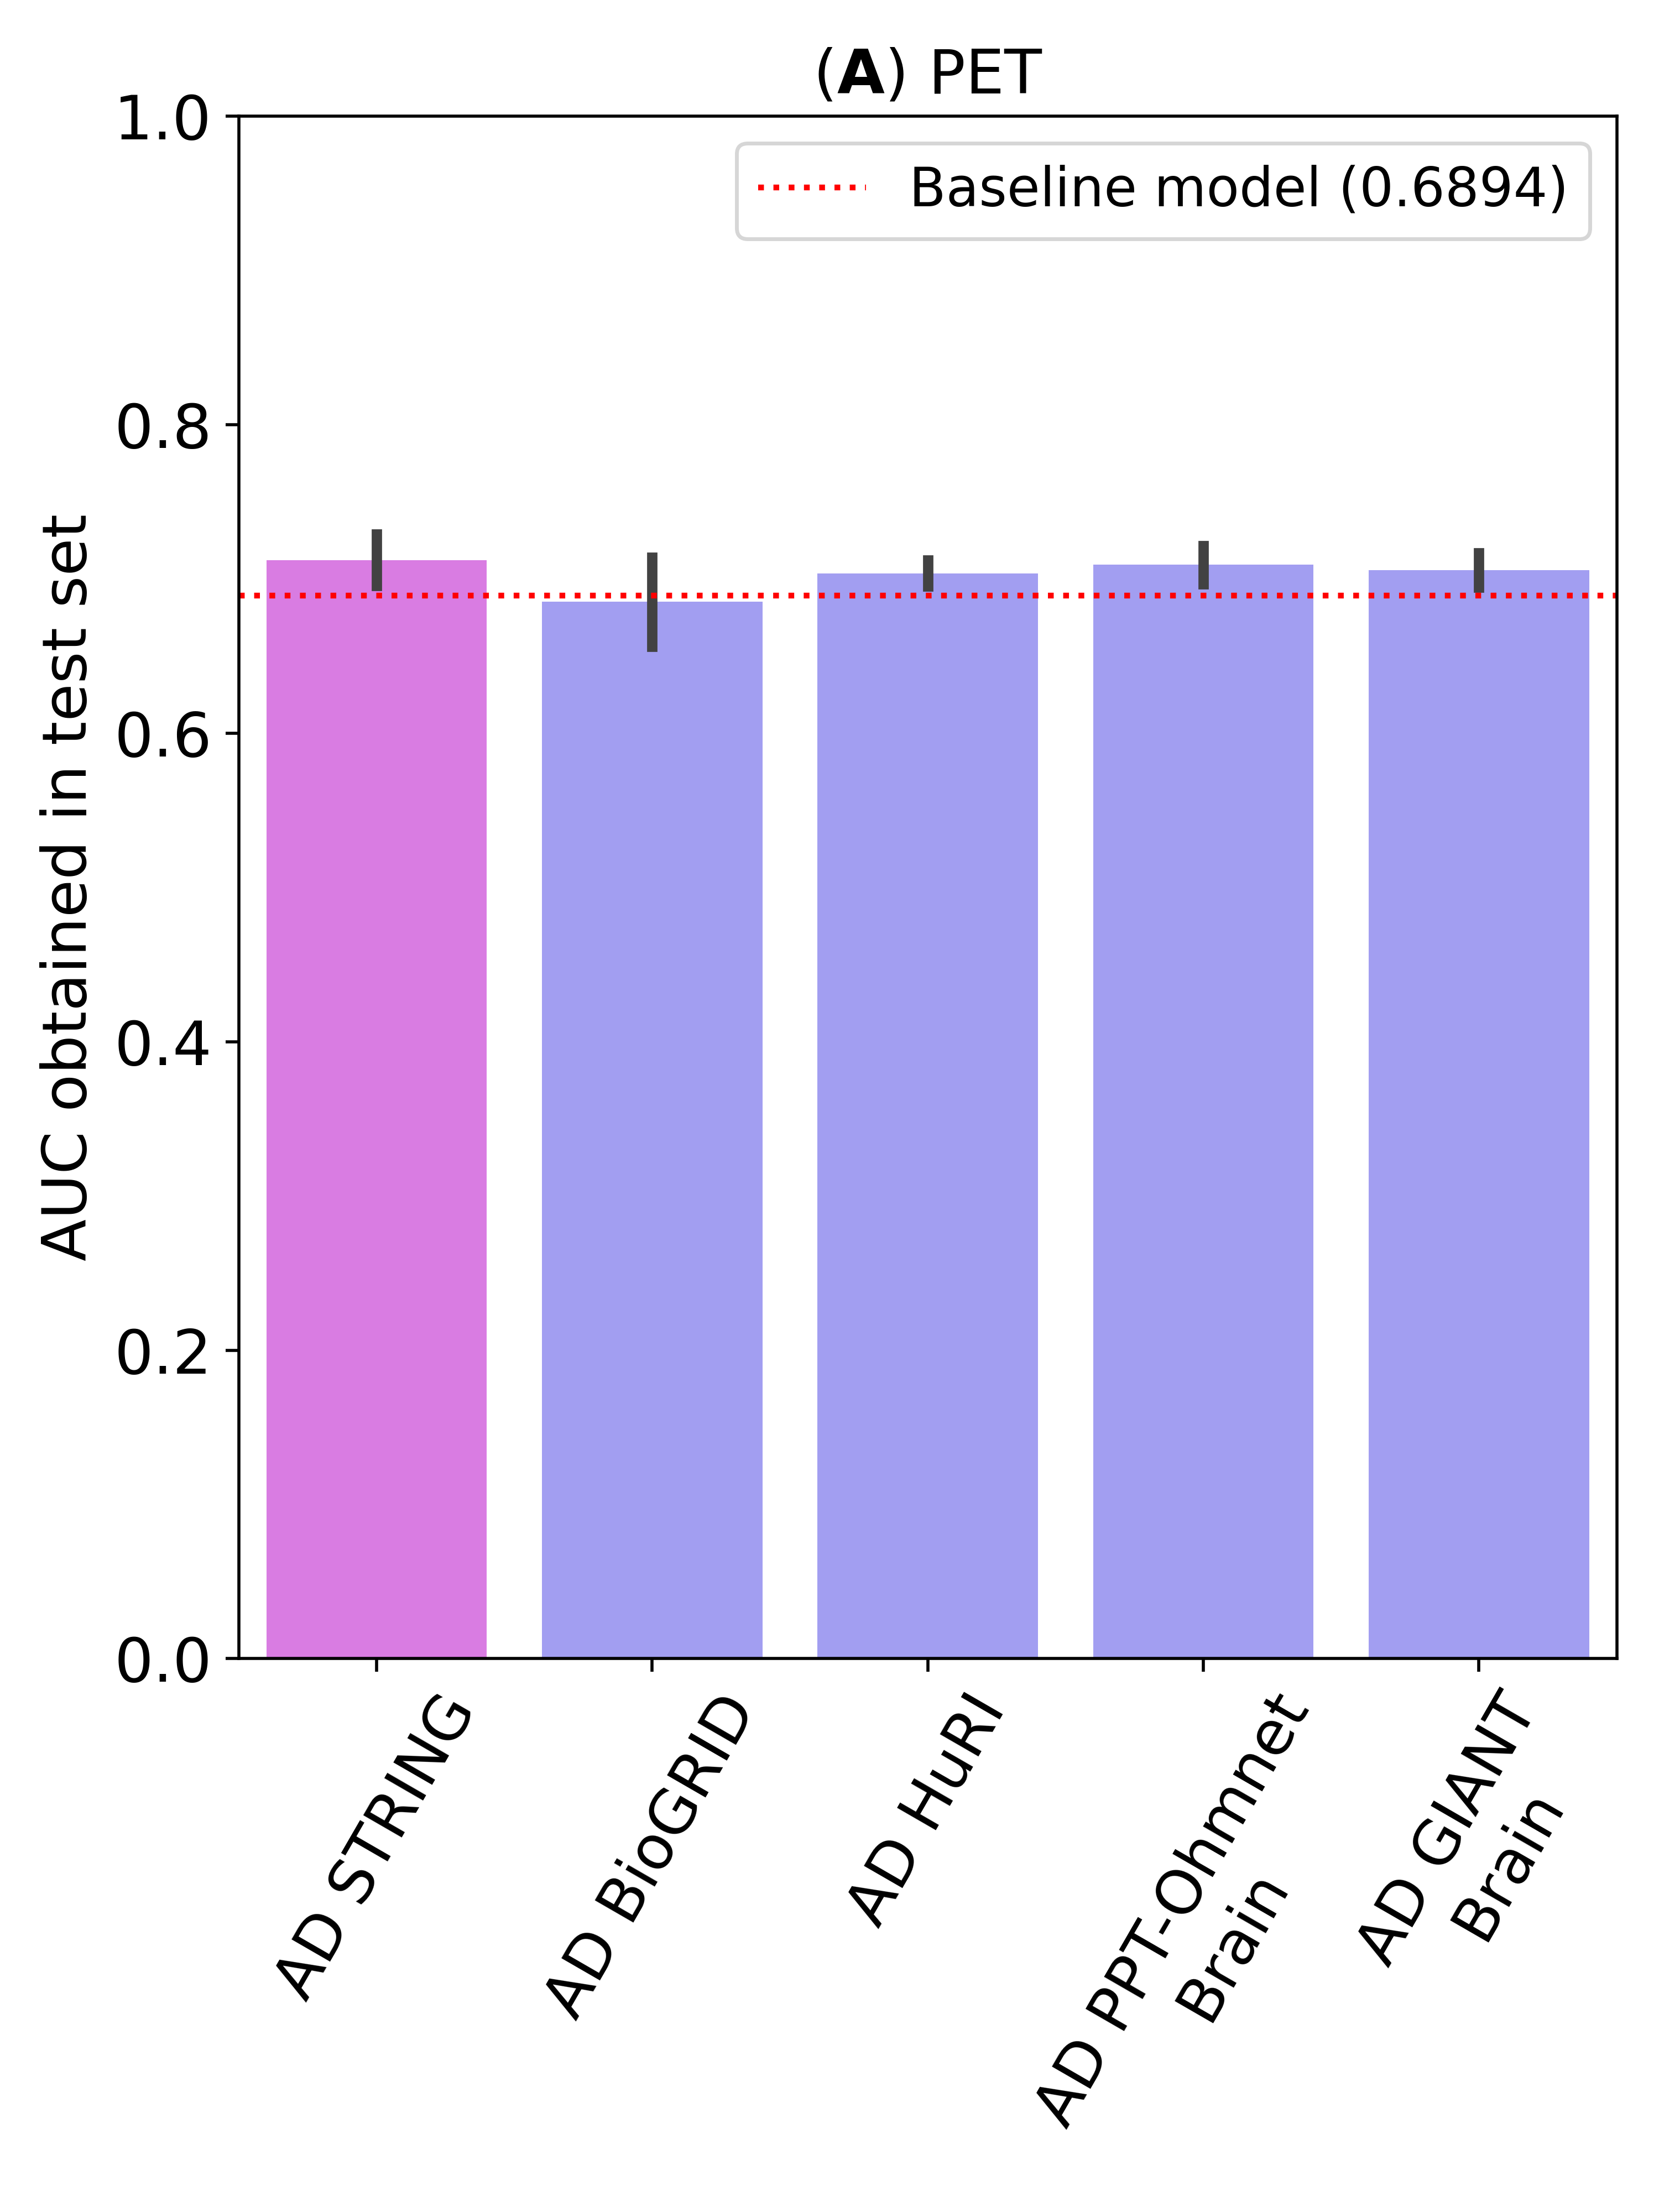 (A) PET
1.0
Baseline model (0.6894)
0.8
0.6
0.4
0.2
0.0
AUC obtained in test set
AD STRING
AD BioGRID
AD HuRI
AD PPT-Ohmnet
Brain
AD GIANT
Brain